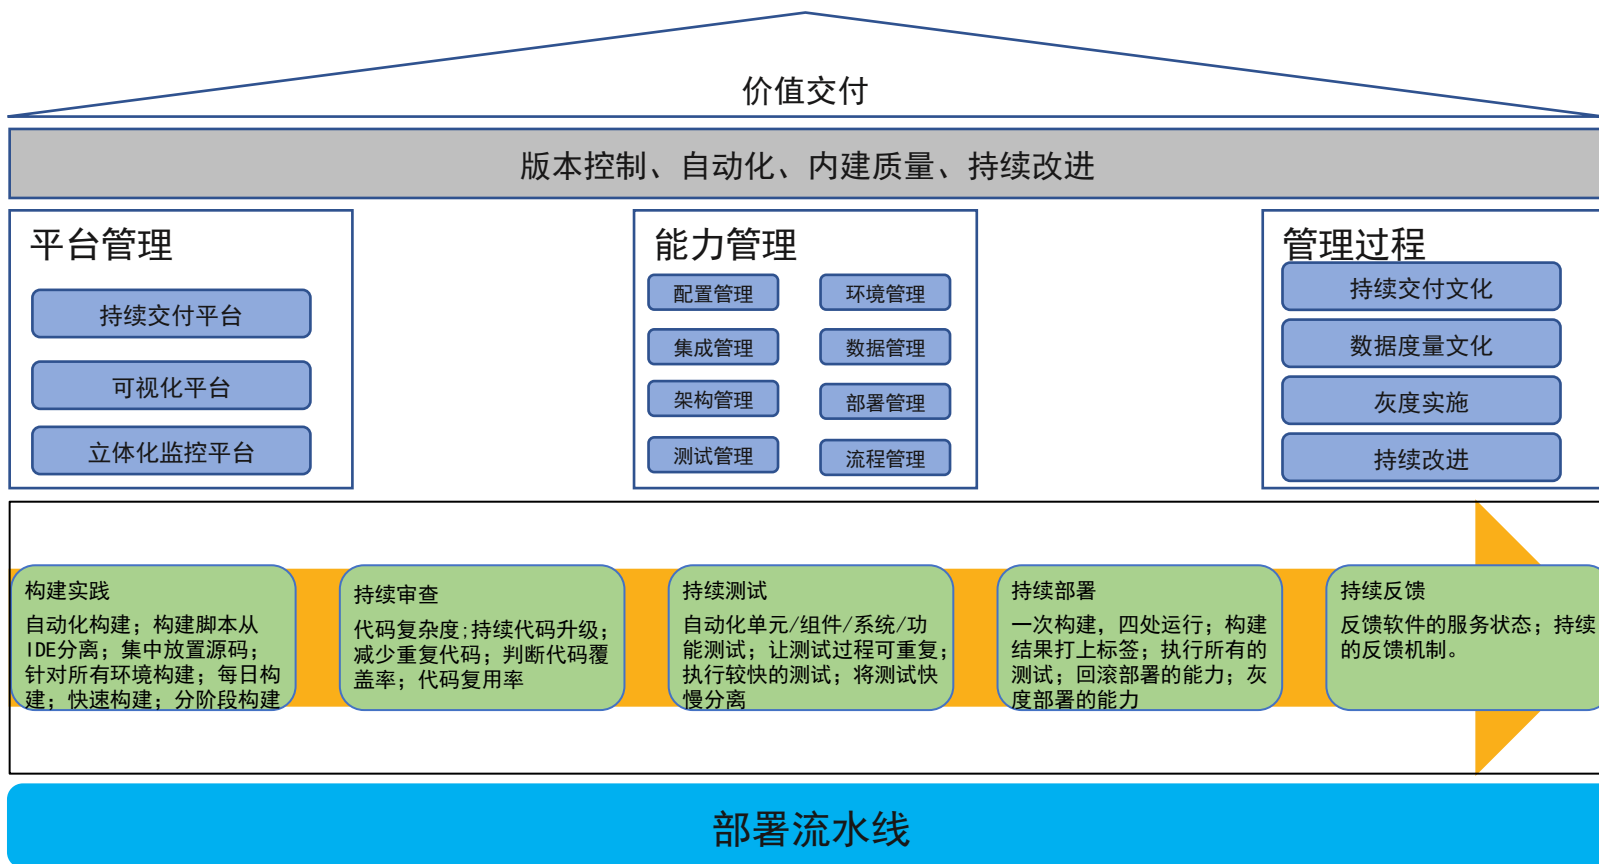 价值交付
版本控制、自动化、内建质量、持续改进
平台管理
持续交付平台
可视化平台
立体化监控平台
能力管理
配置管理
环境管理
集成管理
数据管理
架构管理
部署管理
测试管理
流程管理
管理过程
持续交付文化
数据度量文化
灰度实施
持续改进
构建实践
自动化构建；构建脚本从
IDE分离；集中放置源码；
针对所有环境构建；每日构
建；快速构建；分阶段构建
持续审查
代码复杂度;持续代码升级；
减少重复代码；判断代码覆
盖率；代码复用率
持续测试
自动化单元/组件/系统/功
能测试；让测试过程可重复；
执行较快的测试；将测试快
慢分离
持续部署
一次构建，四处运行；构建
结果打上标签；执行所有的
测试；回滚部署的能力；灰
度部署的能力
持续反馈
反馈软件的服务状态；持续
的反馈机制。
部署流水线